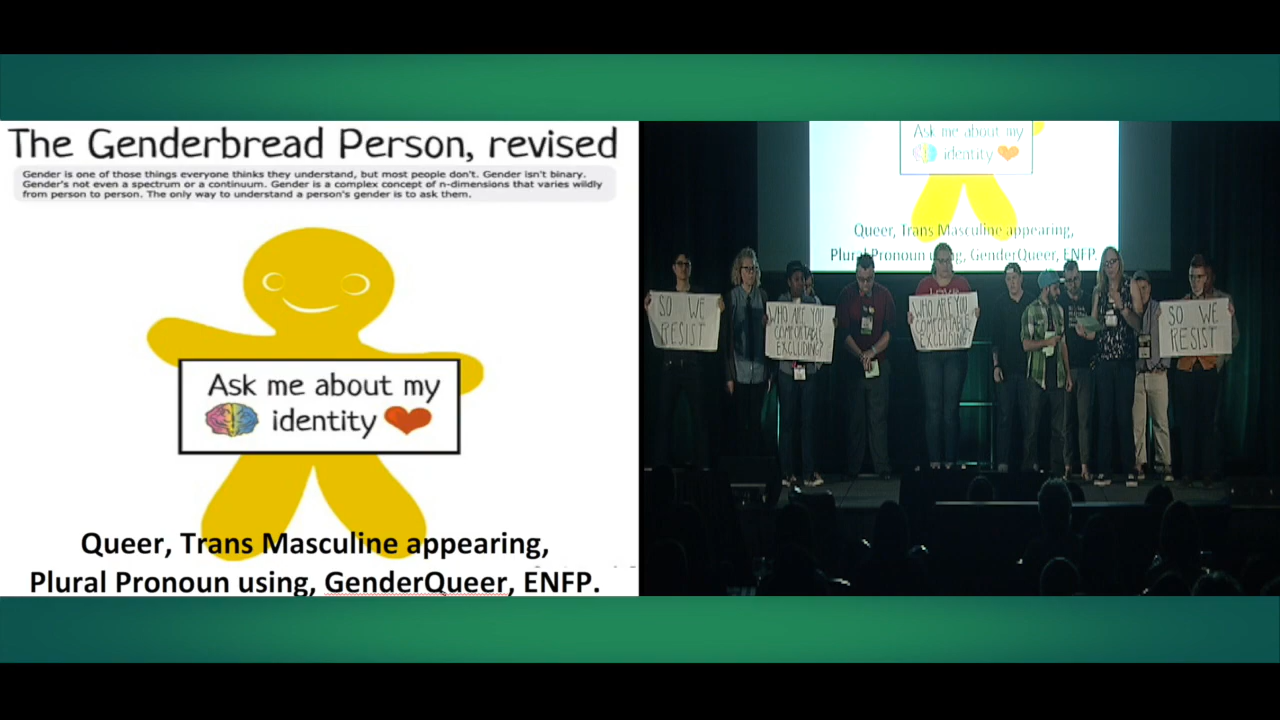 The Genderbread Person, revised
Gender is one of those things everyone thinks they understand, but most people don't. Gender isn't binary.
Gender's not even a spectrum or a continuum. Gender is a complex concept of n-dimensions that varies wildly
from person to person. The only way to understand a person's gender is to ask them.
Ask me about my
identity
Queer, Trans Masculine appearing,
Plural Pronoun using, GenderQueer, ENFP.
Ask me about my
identity
Queer, Trans Masculine appearing,
Plural Pronoun using, GenderQueer, ENFP.
SO WE
RESIST
WHO ARE YOU
COMFORTABLE
EXCLUDING?
WHO ARE YOU
COMFORTABLE
EXCLUDING?
SO WE
RESIST